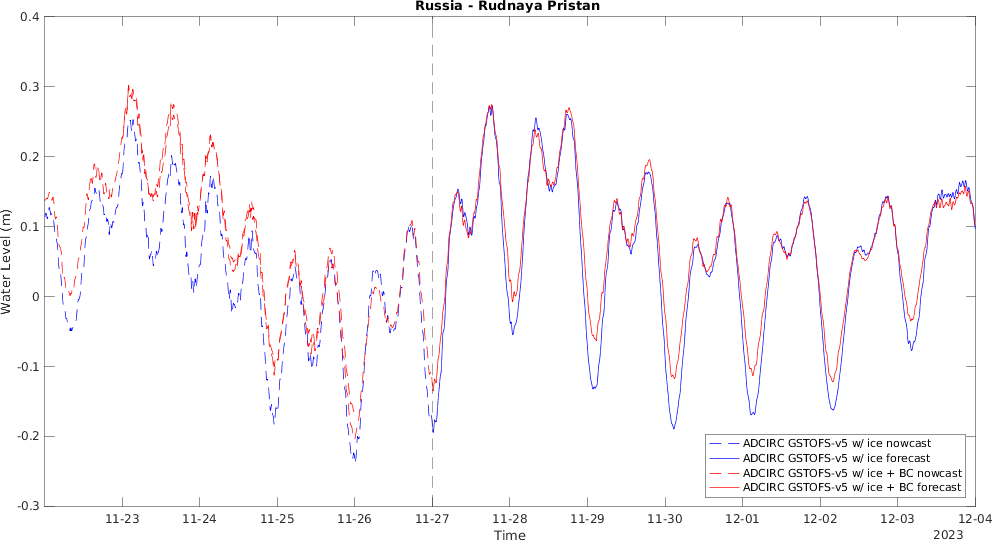 Russia - Rudnaya Pristan
0.4
0.3
0.2
0.1
0
-0.1
-0.2
-0.3
Water Level (m)
ADCIRC GSTOFS-v5 w/ ice nowcast
ADCIRC GSTOFS-v5 w/ ice forecast
ADCIRC GSTOFS-v5 w/ ice + BC nowcast
ADCIRC GSTOFS-v5 w/ ice + BC forecast
11-23 11-24 11-25 11-26 11-27 11-28 11-29 11-30 12-01 12-02 12-03 12-04
Time
2023